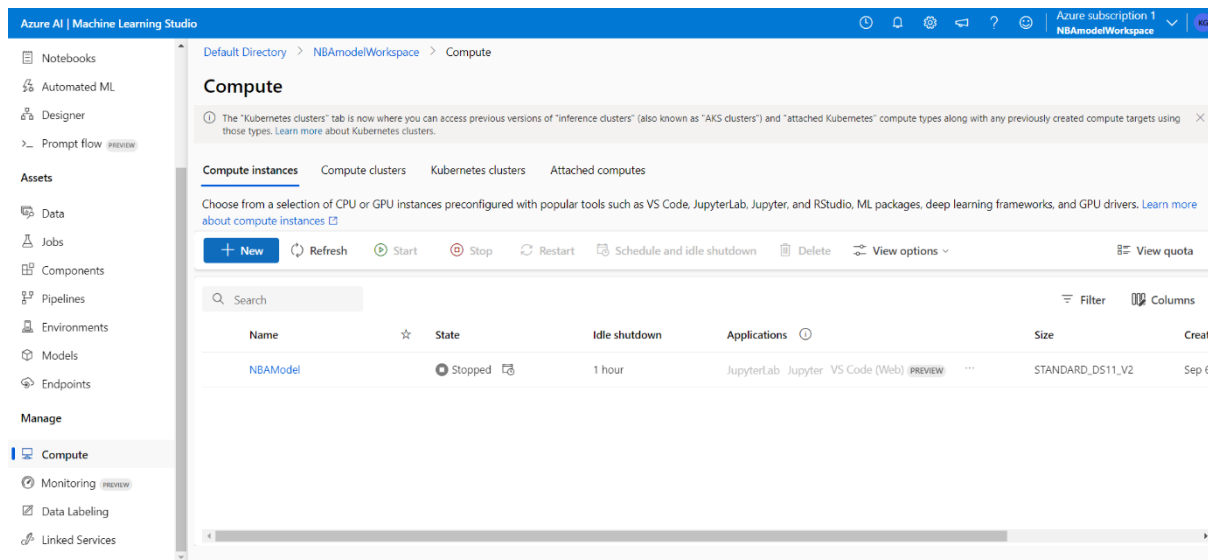 Azure AI | Machine Learning Studio
Azure subscription 1
NBAmodelWorkspace
KG
Notebooks
Automated ML
Designer
Prompt flow PREVIEW
Assets
Data
Jobs
Components
Pipelines
Environments
Models
Endpoints
Manage
Compute
Monitoring PREVIEW
Data Labeling
Linked Services
Default Directory > NBAmodelWorkspace > Compute
Compute
The "Kubernetes clusters" tab is now where you can access previous versions of "inference clusters" (also known as "AKS clusters") and "attached Kubernetes" compute types along with any previously created compute targets using
those types. Learn more about Kubernetes clusters.
Compute instances Compute clusters Kubernetes clusters Attached computes
Choose from a selection of CPU or GPU instances preconfigured with popular tools such as VS Code, JupyterLab, Jupyter, and RStudio, ML packages, deep learning frameworks, and GPU drivers. Learn more
about compute instances
+ New Refresh Start Stop Restart Schedule and idle shutdown Delete View options View quota
Search
Filter Columns
Name State Idle shutdown Applications Size Creat
NBAModel Stopped 1 hour JupyterLab Jupyter VS Code (Web) PREVIEW ... STANDARD_DS11_V2 Sep 6